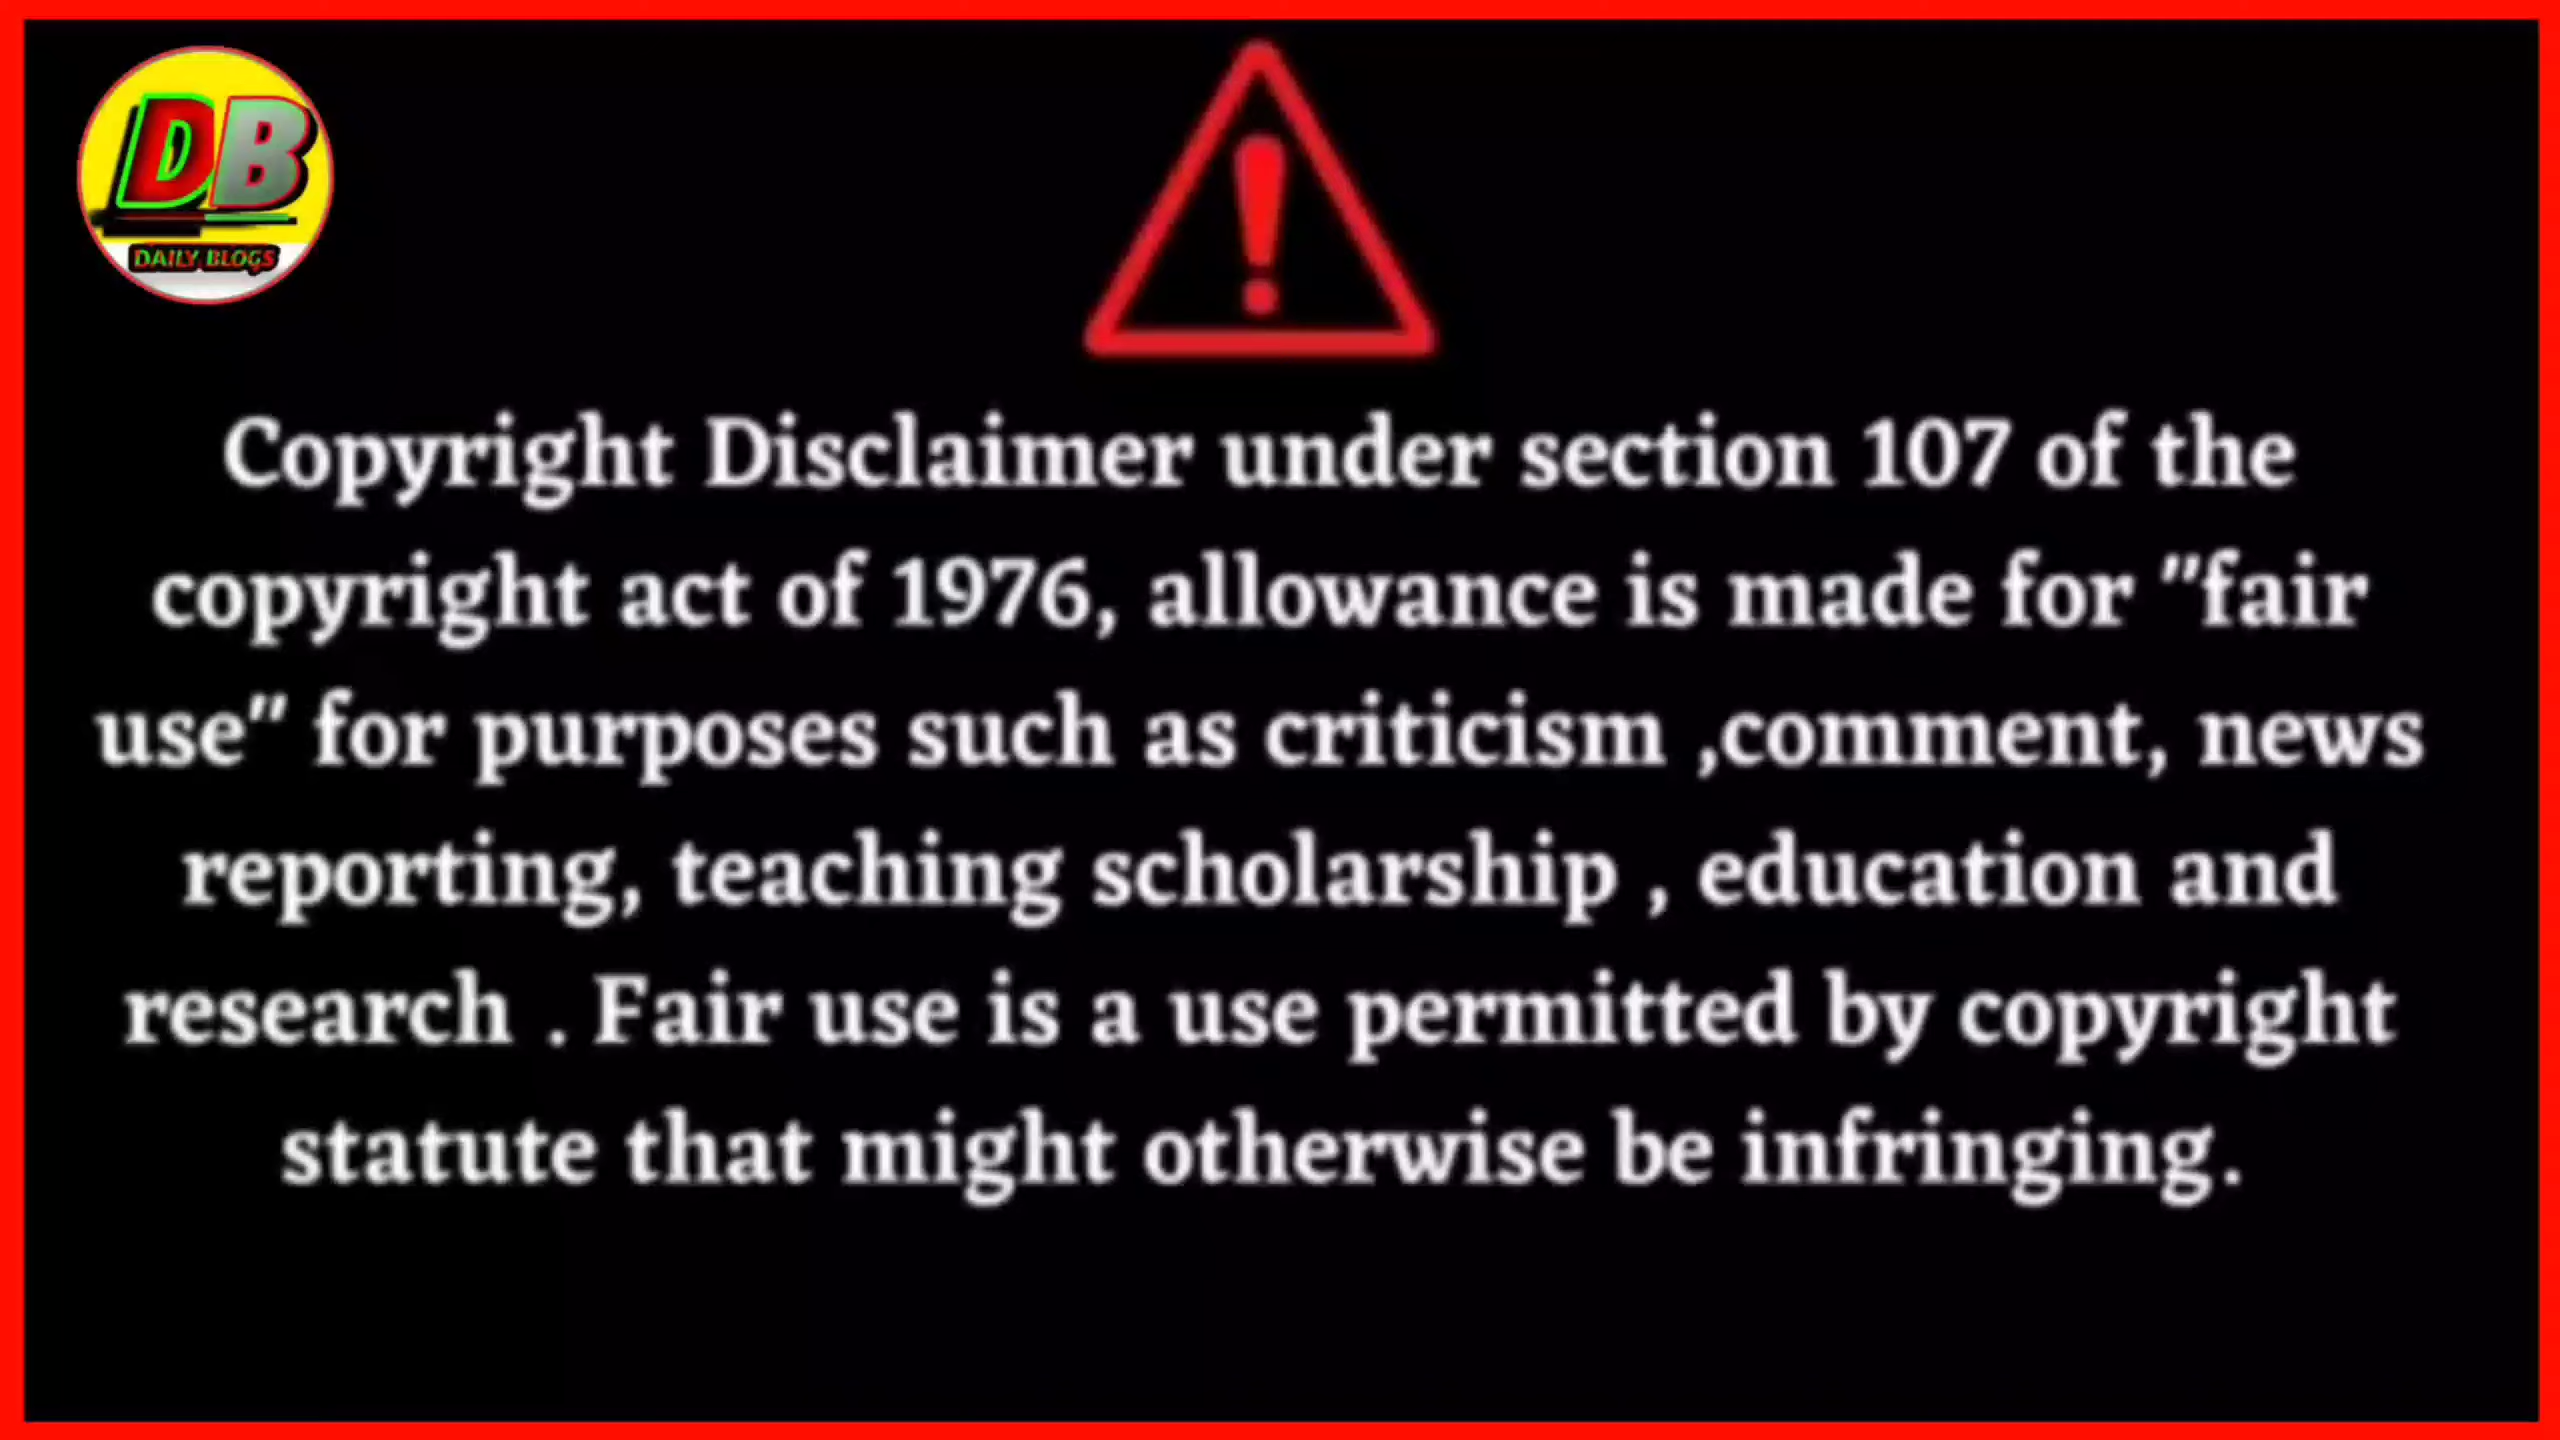 DB
DAILY BLOGS
Copyright Disclaimer under section 107 of the
copyright act of 1976, allowance is made for "fair
use" for purposes such as criticism ,comment, news
reporting, teaching scholarship , education and
research . Fair use is a use permitted by copyright
statute that might otherwise be infringing.